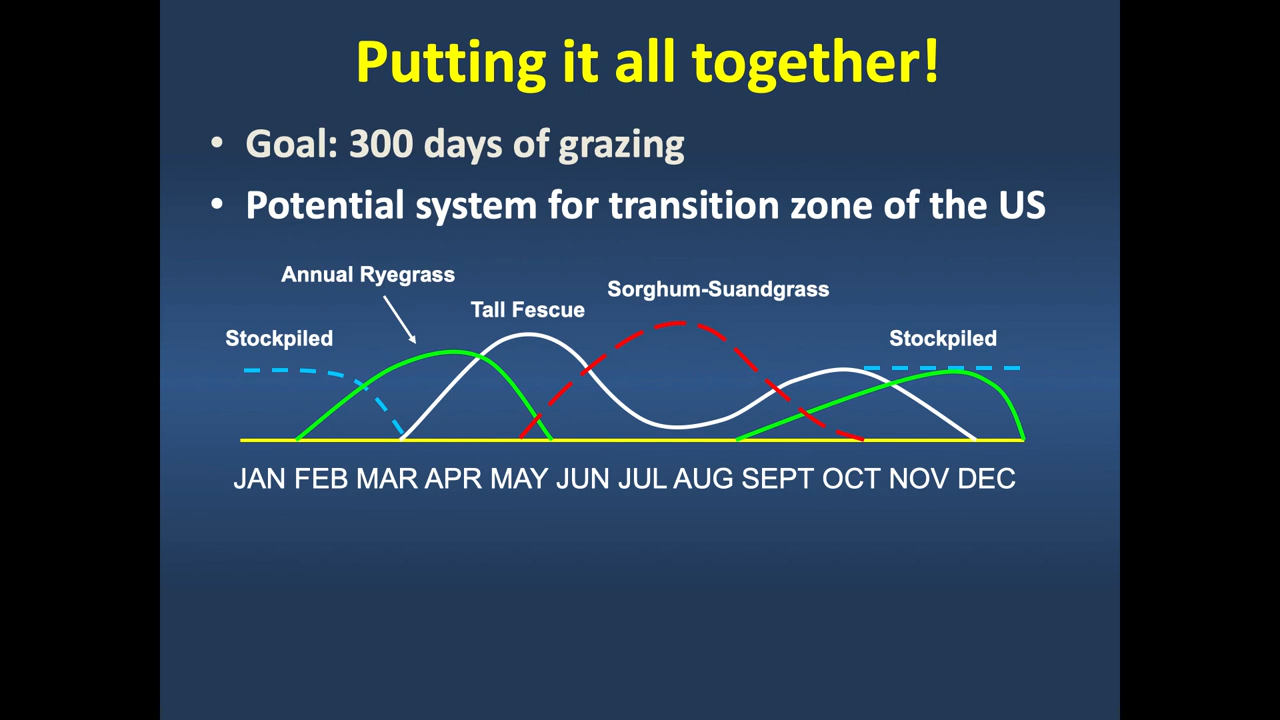 Putting it all together!
• Goal: 300 days of grazing
• Potential system for transition zone of the US
Annual Ryegrass
Sorghum-Suandgrass
Tall Fescue
Stockpiled
Stockpiled
JAN FEB MAR APR MAY JUN JUL AUG SEPT OCT NOV DEC